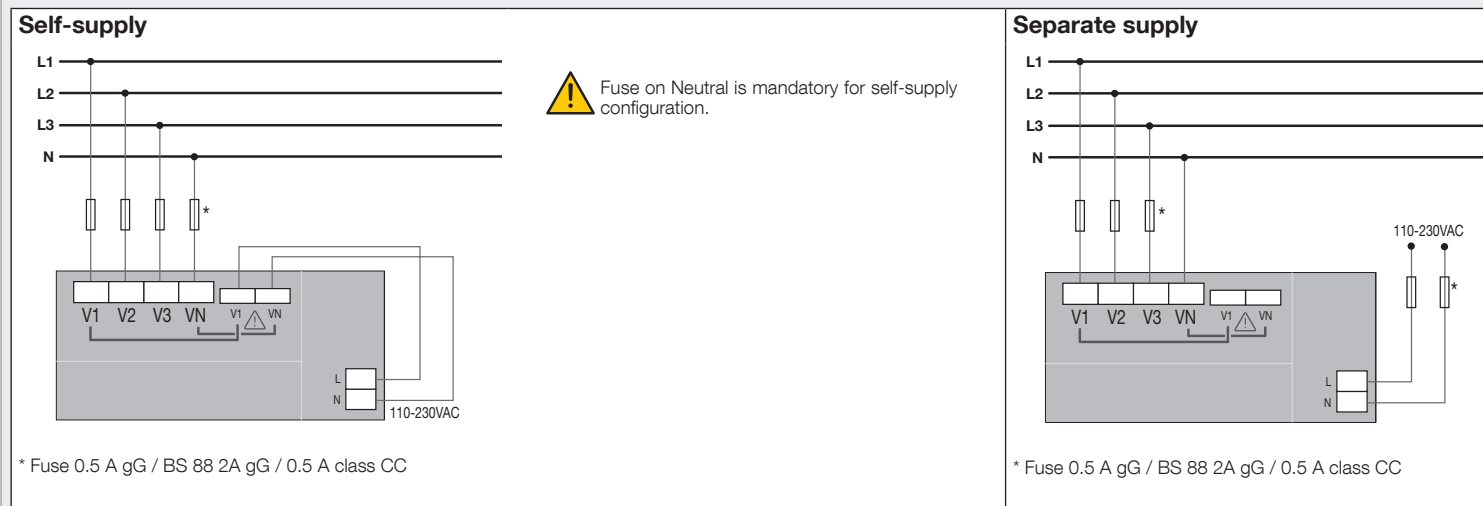 Self-supply
L1
L2
L3
N
*
V1 V2 V3 VN V1 VN
L
N
110-230VAC
* Fuse 0.5 A gG / BS 88 2A gG / 0.5 A class CC
Fuse on Neutral is mandatory for self-supply
configuration.
Separate supply
L1
L2
L3
N
*
110-230VAC
*
V1 V2 V3 VN V1 VN
L
N
* Fuse 0.5 A gG / BS 88 2A gG / 0.5 A class CC